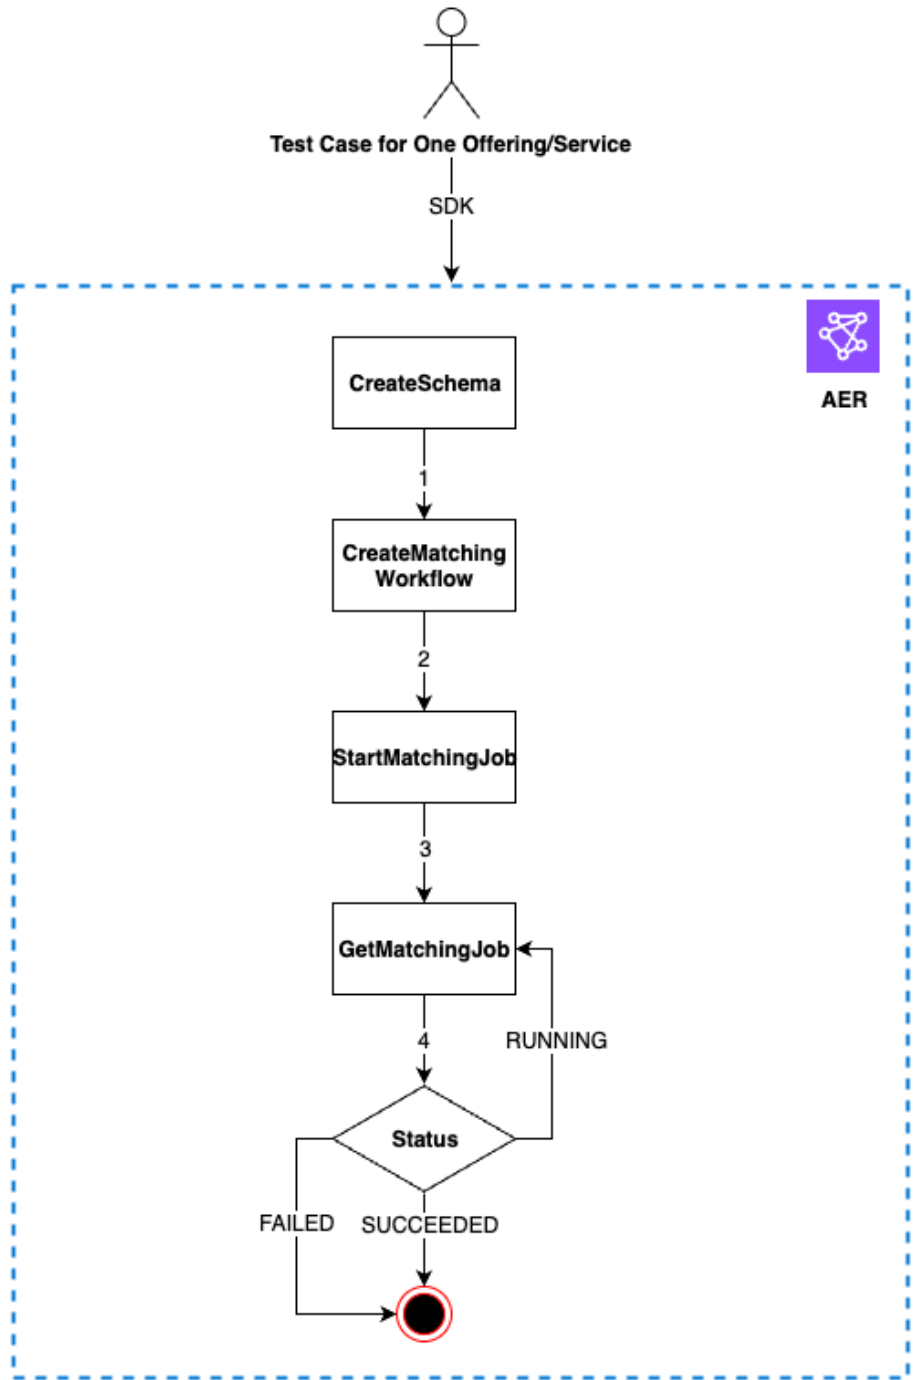 Test Case for One Offering/Service
SDK
AER
CreateSchema
1
CreateMatching
Workflow
2
StartMatchingJob
3
GetMatchingJob
4
RUNNING
Status
FAILED
SUCCEEDED